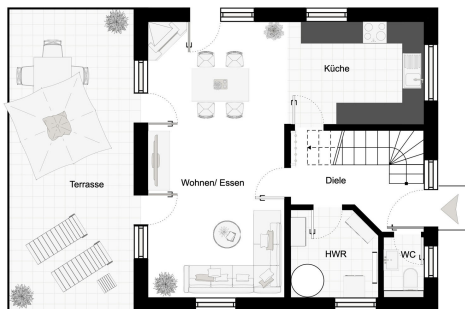 Küche
Terrasse
Wohnen/ Essen
Diele
HWR
WC